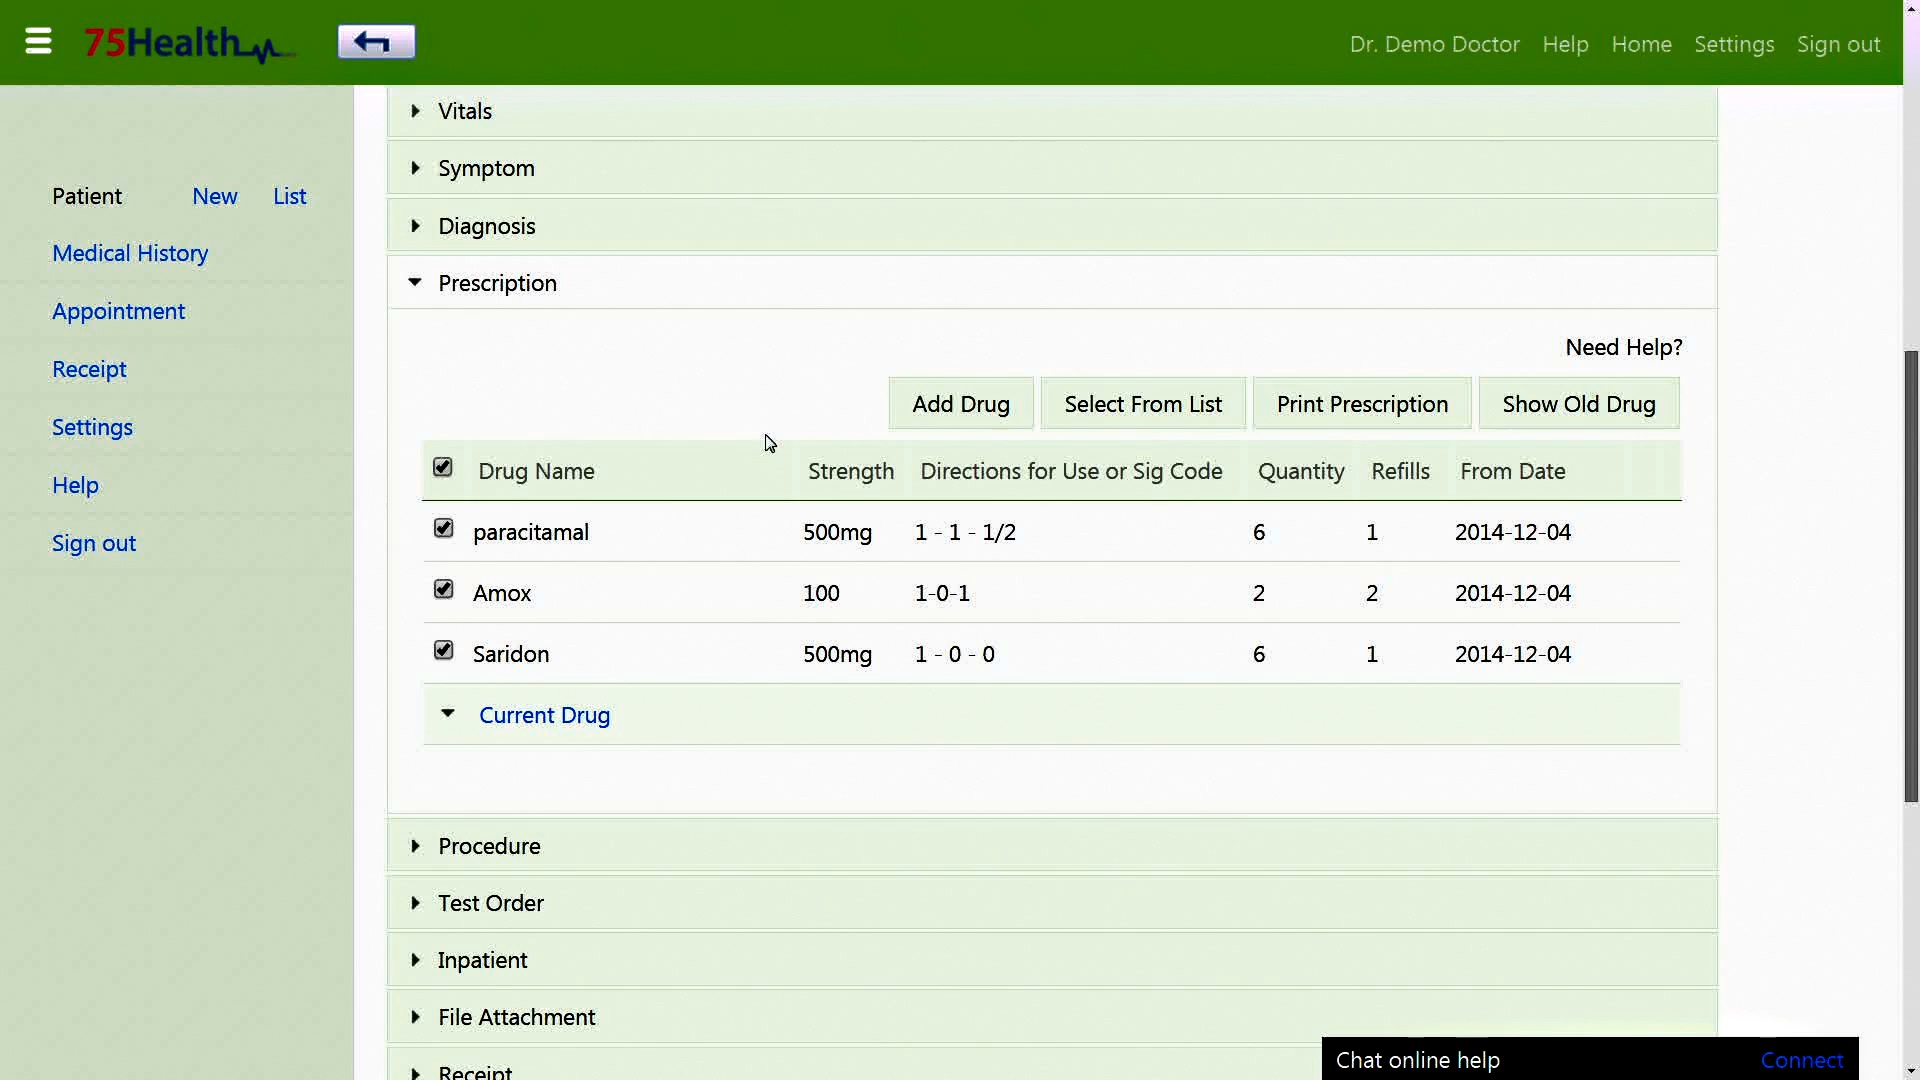 75Health
Dr. Demo Doctor Help Home Settings Sign out
Patient New List
Medical History
Appointment
Receipt
Settings
Help
Sign out
Vitals
Symptom
Diagnosis
Prescription
Need Help?
Add Drug Select From List Print Prescription Show Old Drug
Drug Name Strength Directions for Use or Sig Code Quantity Refills From Date
paracitamal 500mg 1 - 1 - 1/2 6 1 2014-12-04
Amox 100 1-0-1 2 2 2014-12-04
Saridon 500mg 1 - 0 - 0 6 1 2014-12-04
Current Drug
Procedure
Test Order
Inpatient
File Attachment
Receipt
Chat online help Connect